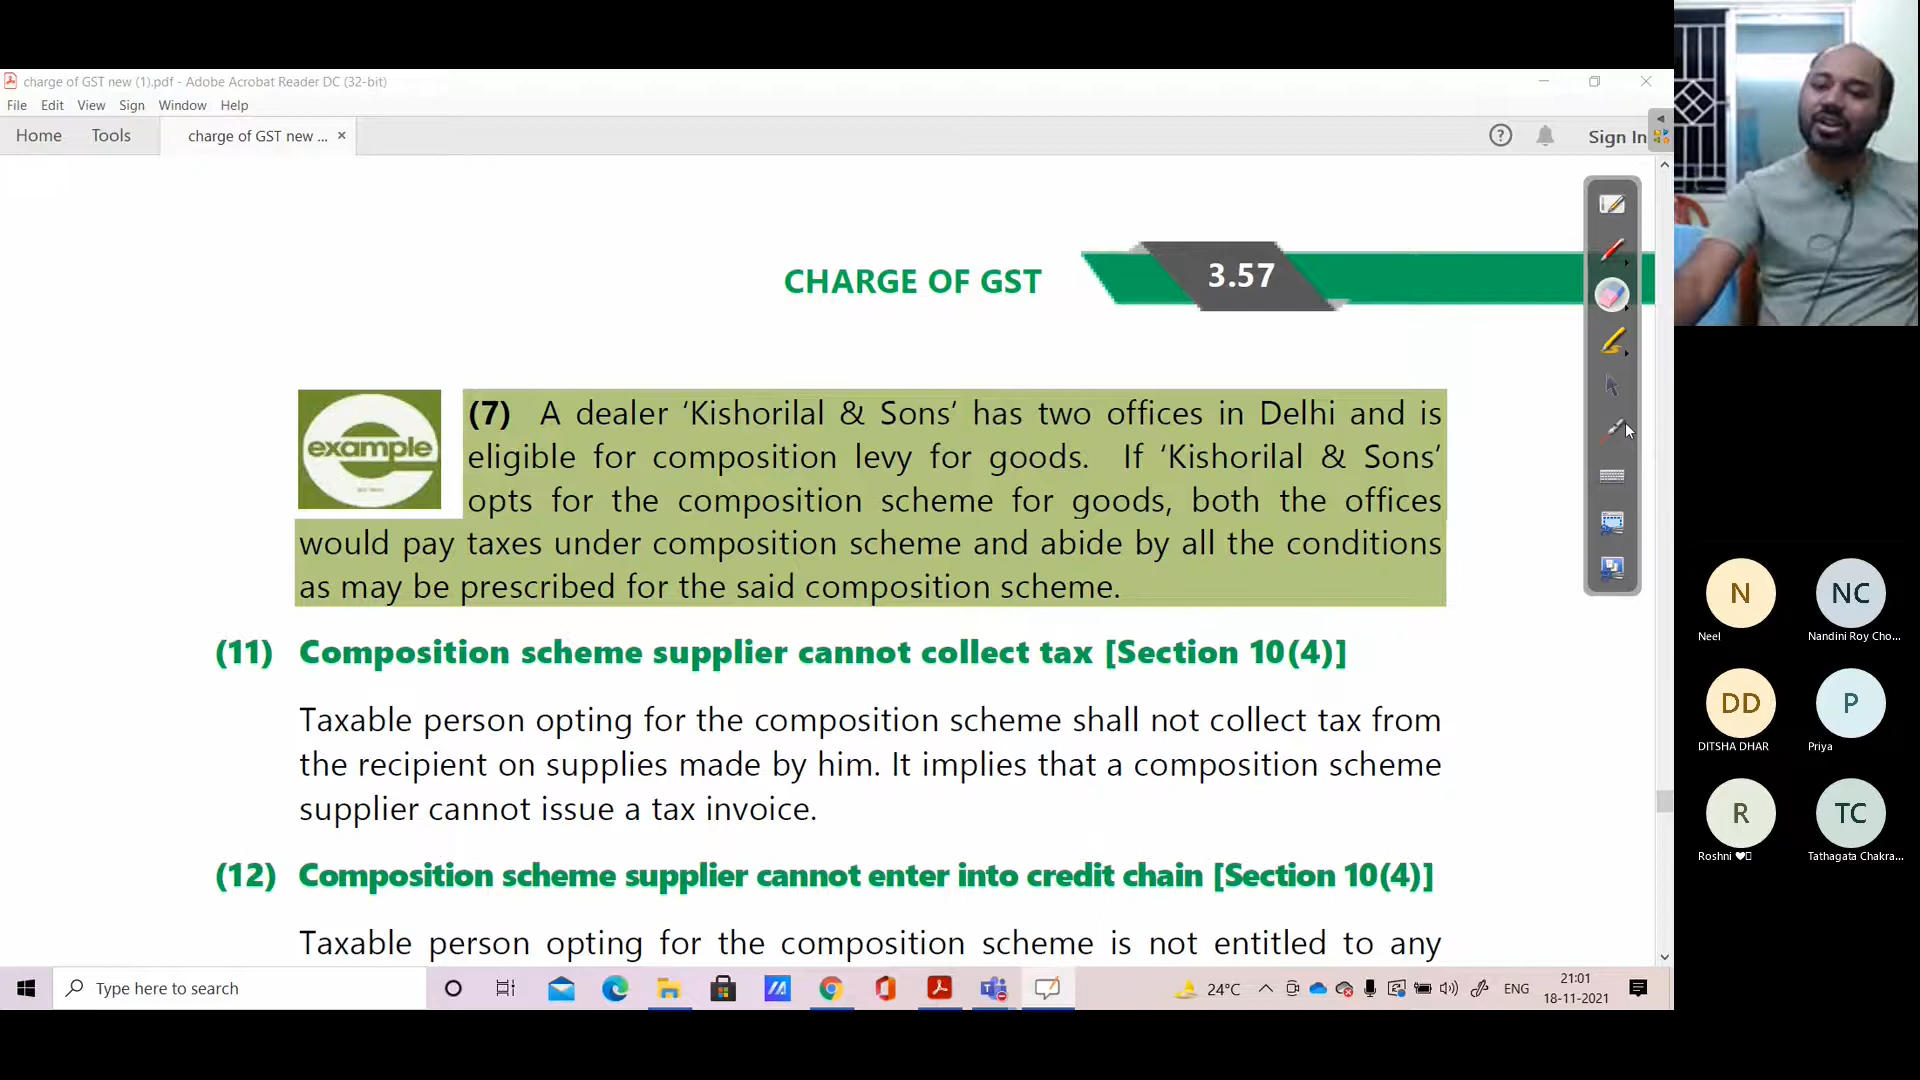 charge of GST new (1).pdf - Adobe Acrobat Reader DC (32-bit)
File Edit View Sign Window Help
Home Tools charge of GST new ... × Sign In
CHARGE OF GST 3.57
example
(7) A dealer ‘Kishorilal & Sons’ has two offices in Delhi and is
eligible for composition levy for goods. If ‘Kishorilal & Sons’
opts for the composition scheme for goods, both the offices
would pay taxes under composition scheme and abide by all the conditions
as may be prescribed for the said composition scheme.
(11) Composition scheme supplier cannot collect tax [Section 10(4)]
Taxable person opting for the composition scheme shall not collect tax from
the recipient on supplies made by him. It implies that a composition scheme
supplier cannot issue a tax invoice.
(12) Composition scheme supplier cannot enter into credit chain [Section 10(4)]
Taxable person opting for the composition scheme is not entitled to any
N NC
Neel Nandini Roy Cho...
DD P
DITSHA DHAR Priya
R TC
Roshni ♥ Tathagata Chakra...
Type here to search
24°C ENG
21:01
18-11-2021